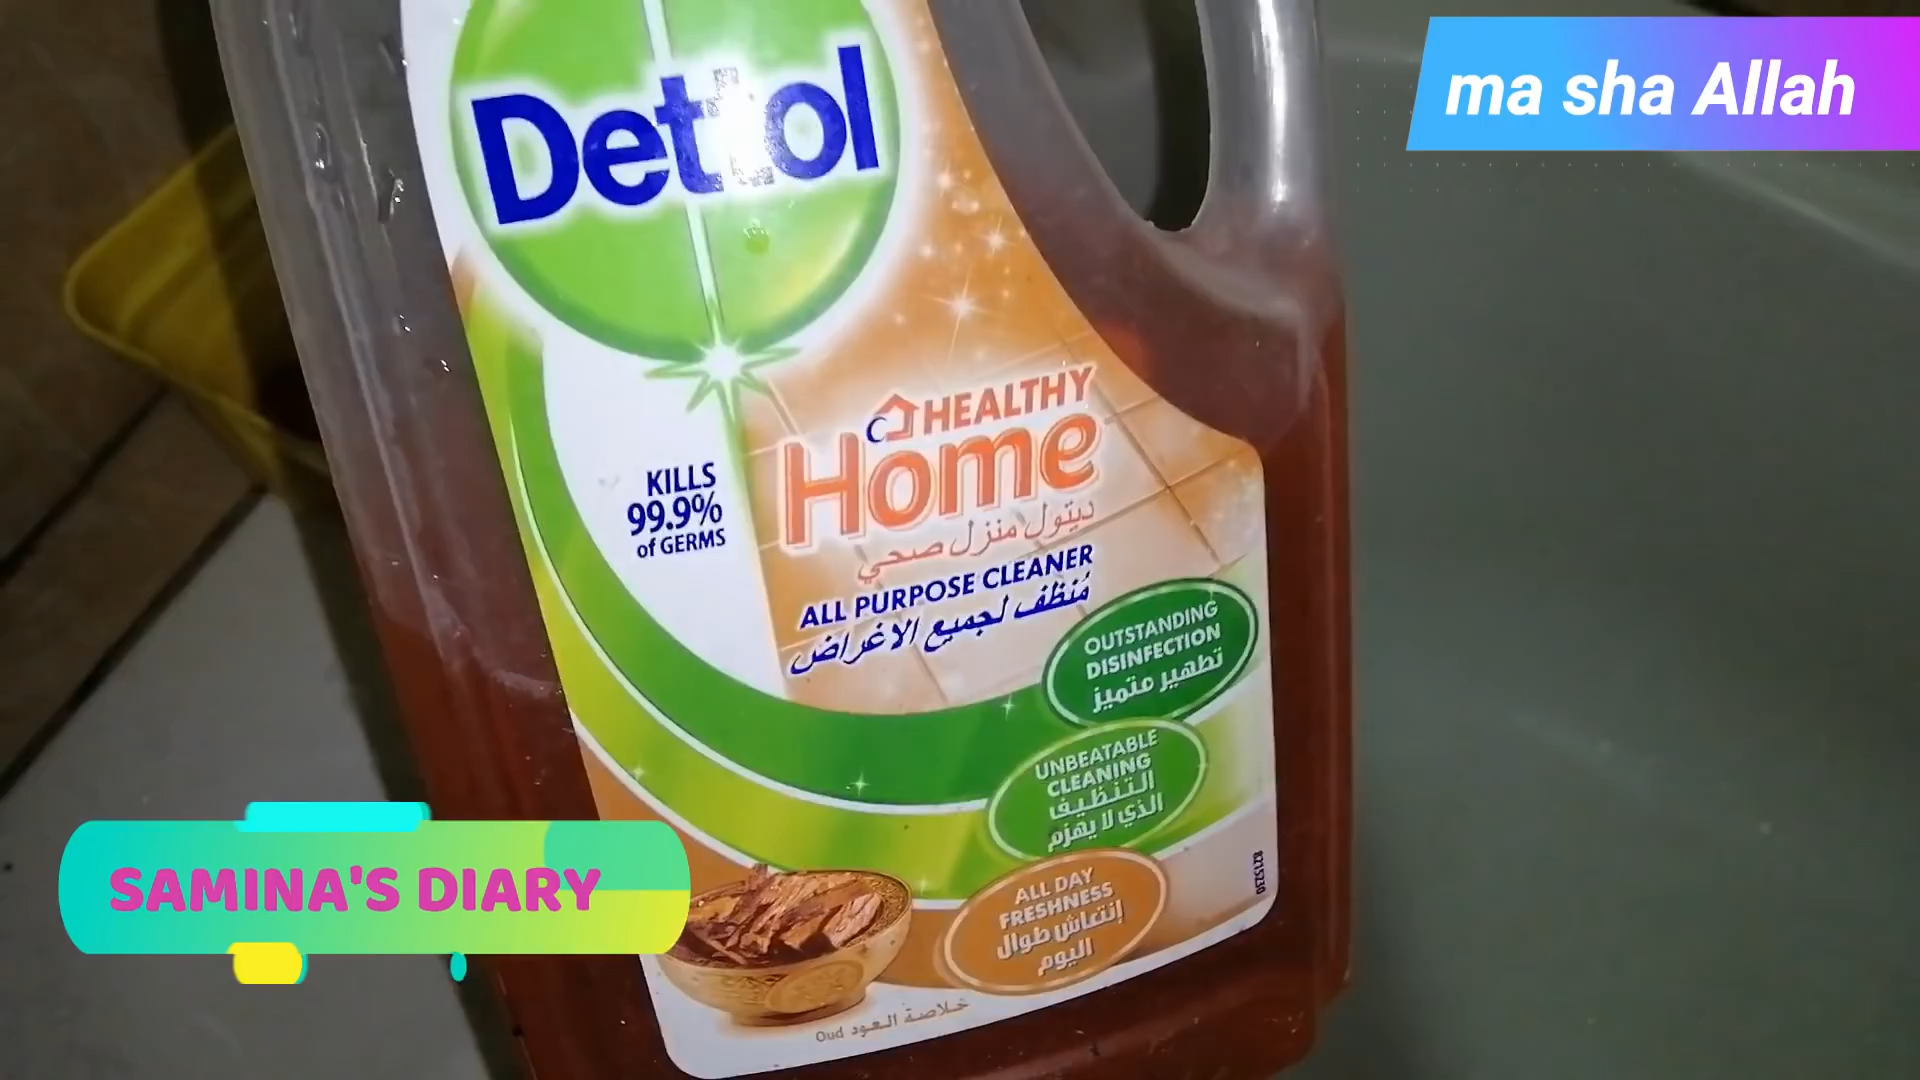 ma sha Allah
Dettol
HEALTHY
Home
ديتول منزل صحي
KILLS
99.9%
of GERMS
ALL PURPOSE CLEANER
مُنظف لجميع الاغراض
OUTSTANDING
DISINFECTION
تطهير متميز
UNBEATABLE
CLEANING
التنظيف
الذي لا يهزم
ALL DAY
FRESHNESS
إنتعاش طوال
اليوم
8215230
SAMINA'S DIARY
Oud خلاصة العود